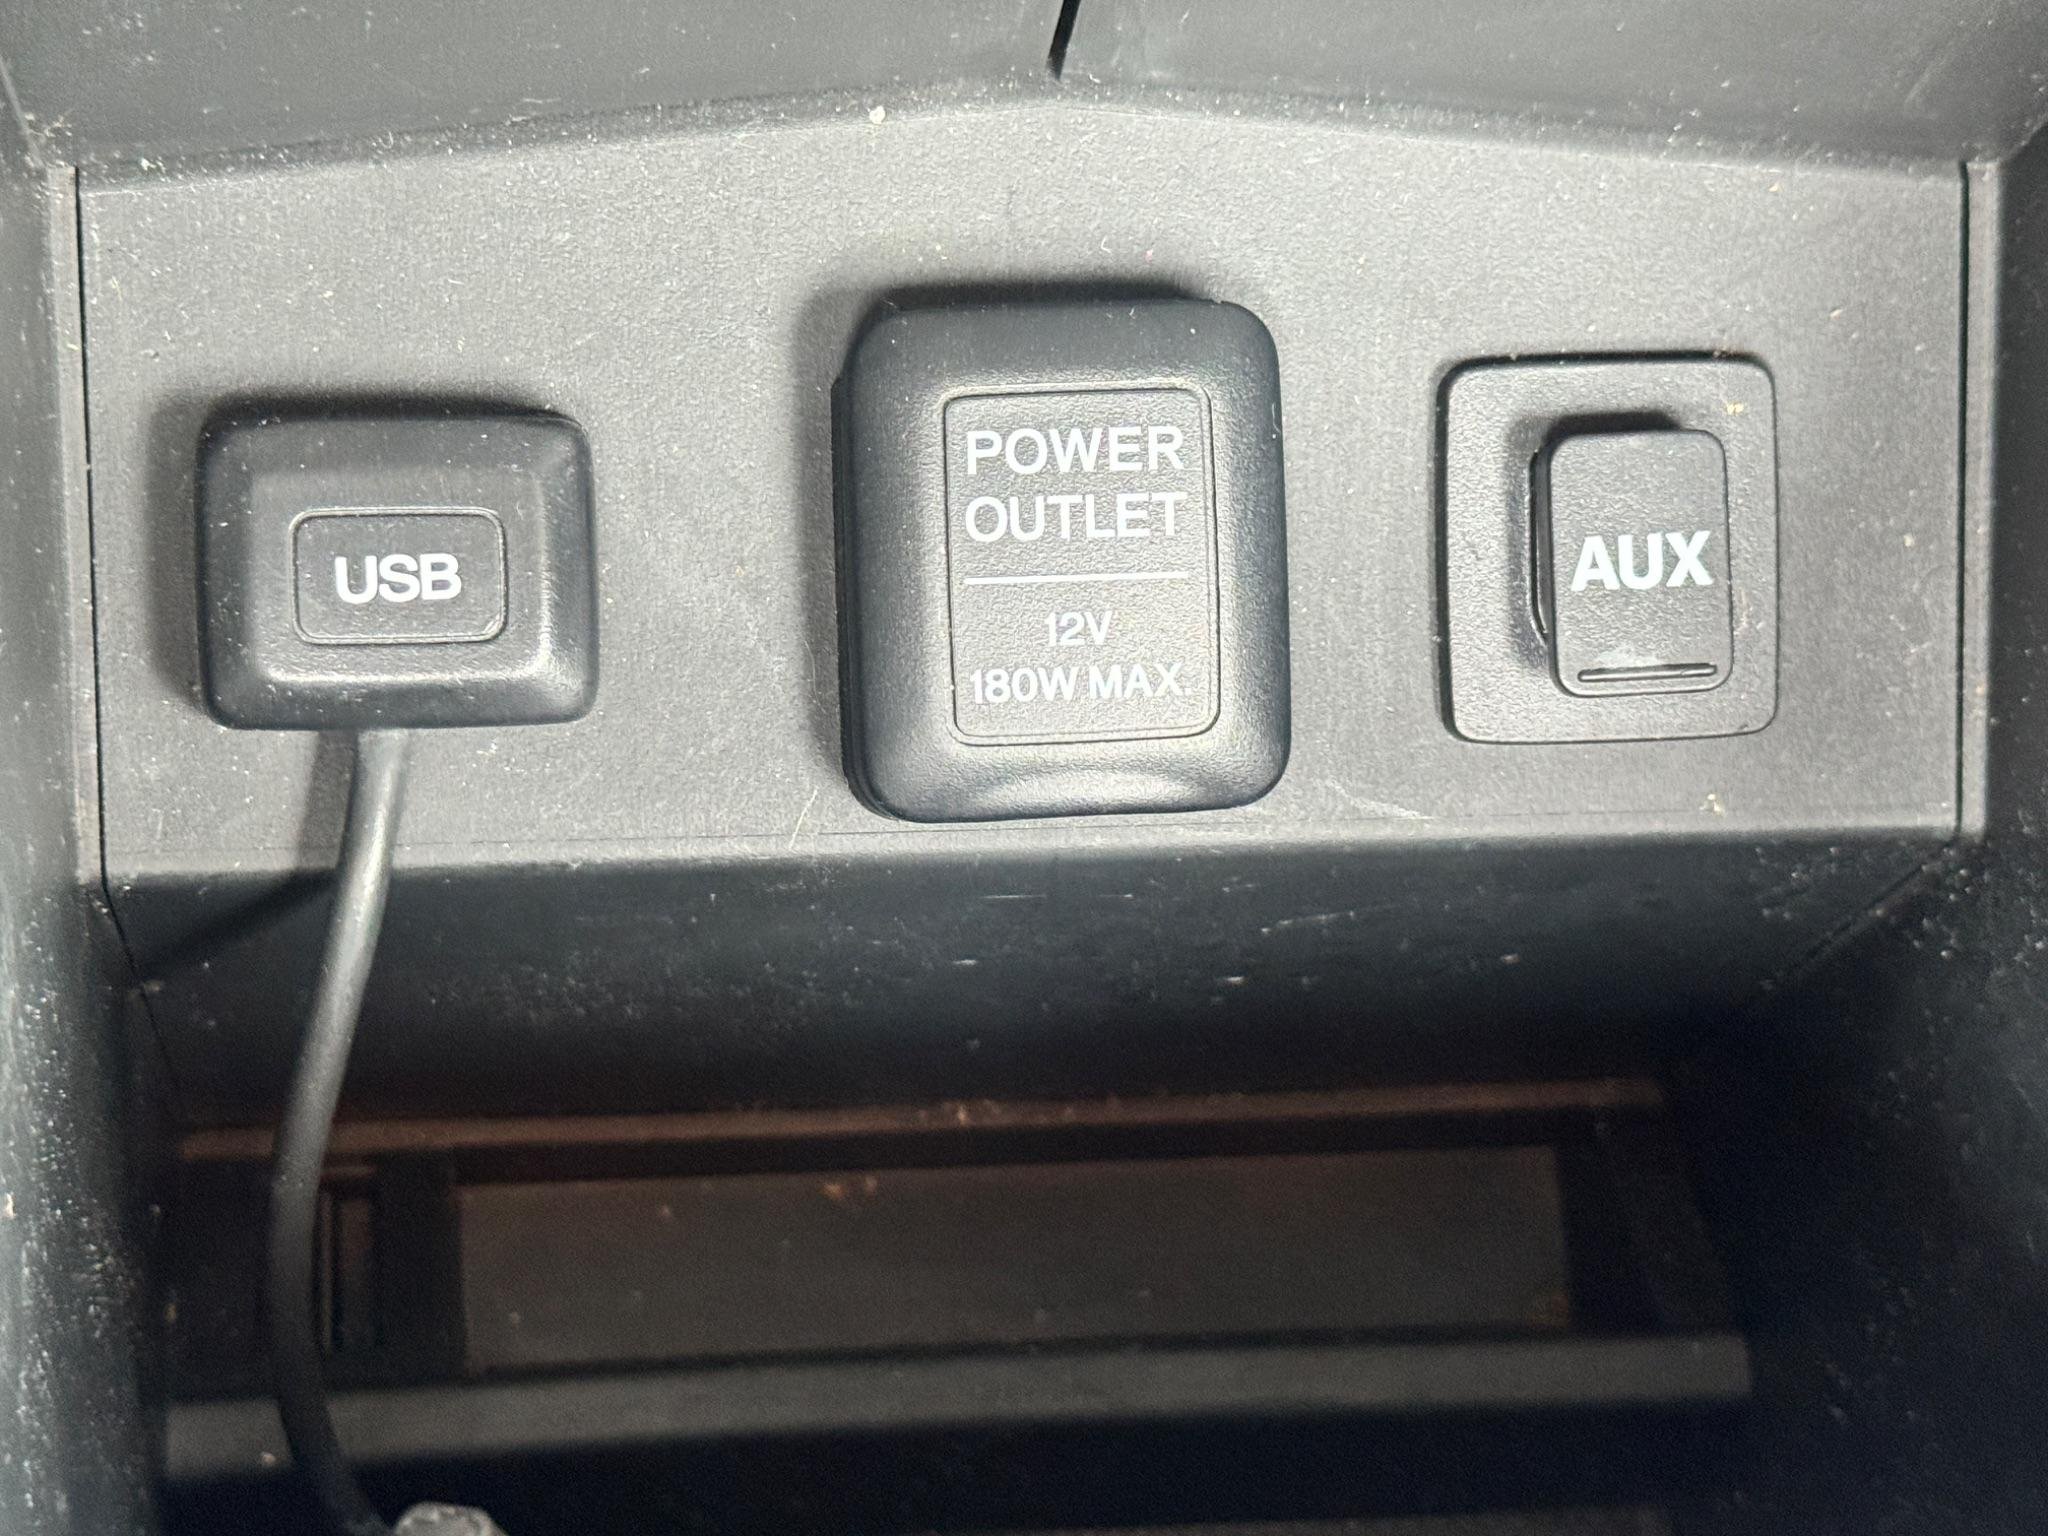 USB
POWER
OUTLET
12V
180W MAX.
AUX